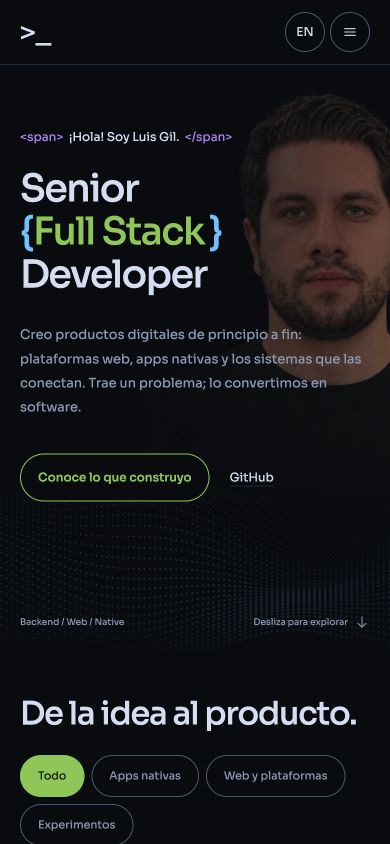 >_
EN
<span> ¡Hola! Soy Luis Gil. </span>
Senior
{Full Stack}
Developer
Creo productos digitales de principio a fin:
plataformas web, apps nativas y los sistemas que las
conectan. Trae un problema; lo convertimos en
software.
Conoce lo que construyo
GitHub
Backend / Web / Native
Desliza para explorar
De la idea al producto.
Todo
Apps nativas
Web y plataformas
Experimentos